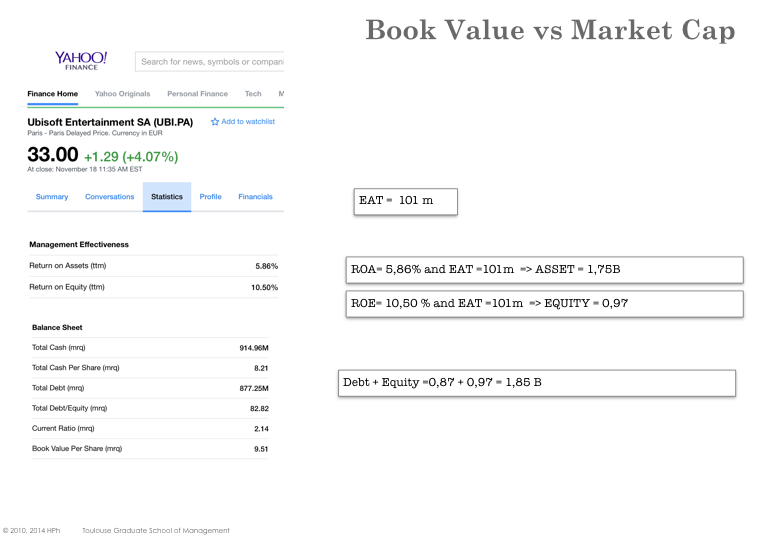 Book Value vs Market Cap
YAHOO!
FINANCE
Search for news, symbols or compani
Finance Home Yahoo Originals Personal Finance Tech M
Ubisoft Entertainment SA (UBI.PA) Add to watchlist
Paris - Paris Delayed Price. Currency in EUR
33.00 +1.29 (+4.07%)
At close: November 18 11:35 AM EST
Summary Conversations Statistics Profile Financials
EAT = 101 m
Management Effectiveness
Return on Assets (ttm) 5.86%
ROA= 5,86% and EAT =101m => ASSET = 1,75B
Return on Equity (ttm) 10.50%
ROE= 10,50 % and EAT =101m => EQUITY = 0,97
Balance Sheet
Total Cash (mrq) 914.96M
Total Cash Per Share (mrq) 8.21
Total Debt (mrq) 877.25M
Debt + Equity =0,87 + 0,97 = 1,85 B
Total Debt/Equity (mrq) 82.82
Current Ratio (mrq) 2.14
Book Value Per Share (mrq) 9.51
© 2010, 2014 HPh Toulouse Graduate School of Management